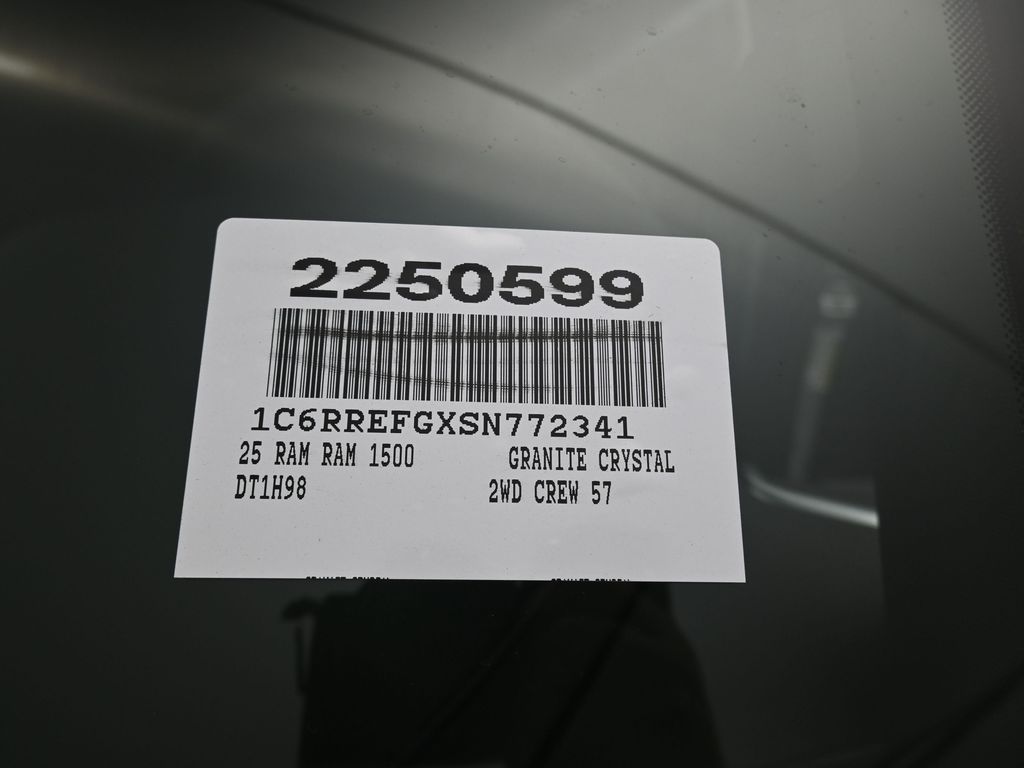 2250599
1C6RREFGXSN772341
25 RAM RAM 1500 GRANITE CRYSTAL
DT1H98 2WD CREW 57